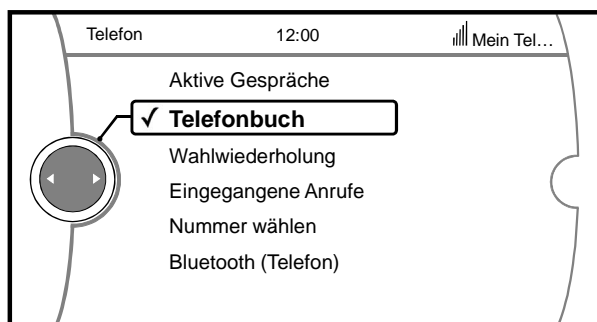 Telefon 12:00 Mein Tel…
Aktive Gespräche
✓ Telefonbuch
Wahlwiederholung
Eingegangene Anrufe
Nummer wählen
Bluetooth (Telefon)